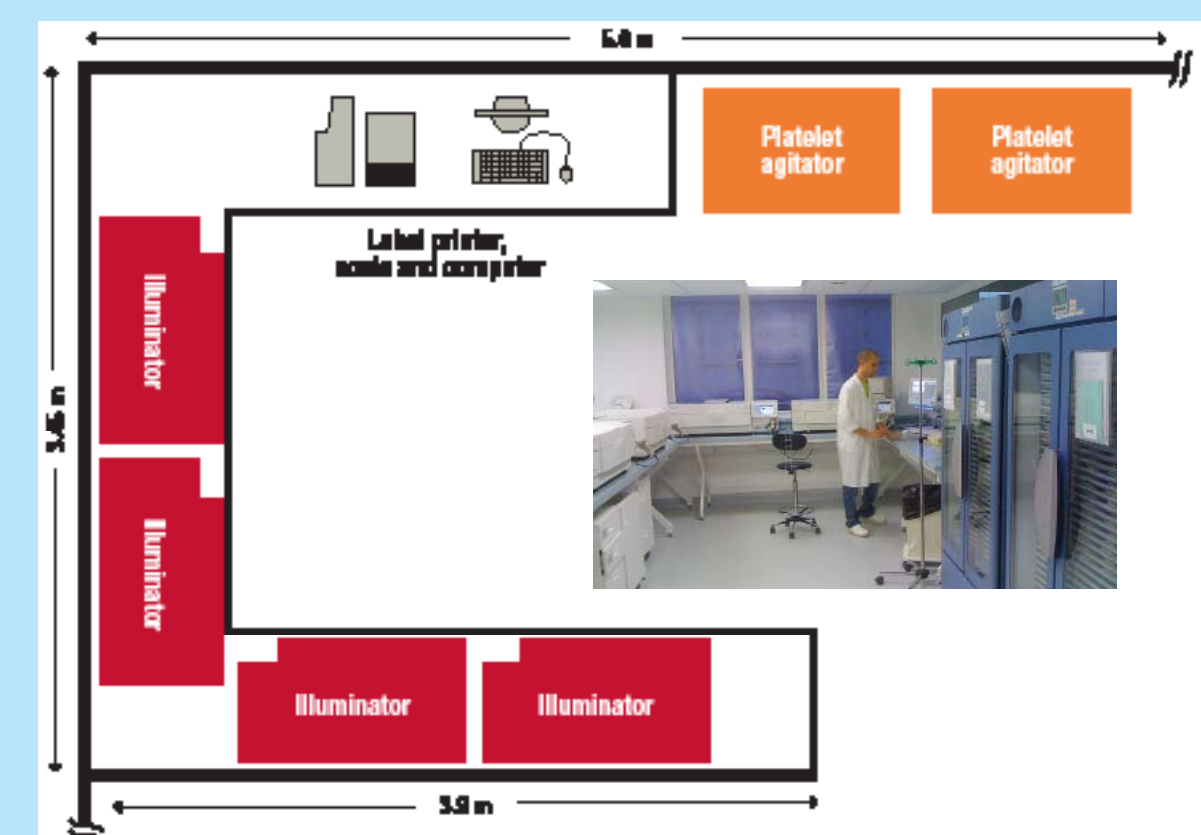 Platelet
agitator
Platelet
agitator
Label printer,
scale and computer
Illuminator
Illuminator
Illuminator
Illuminator